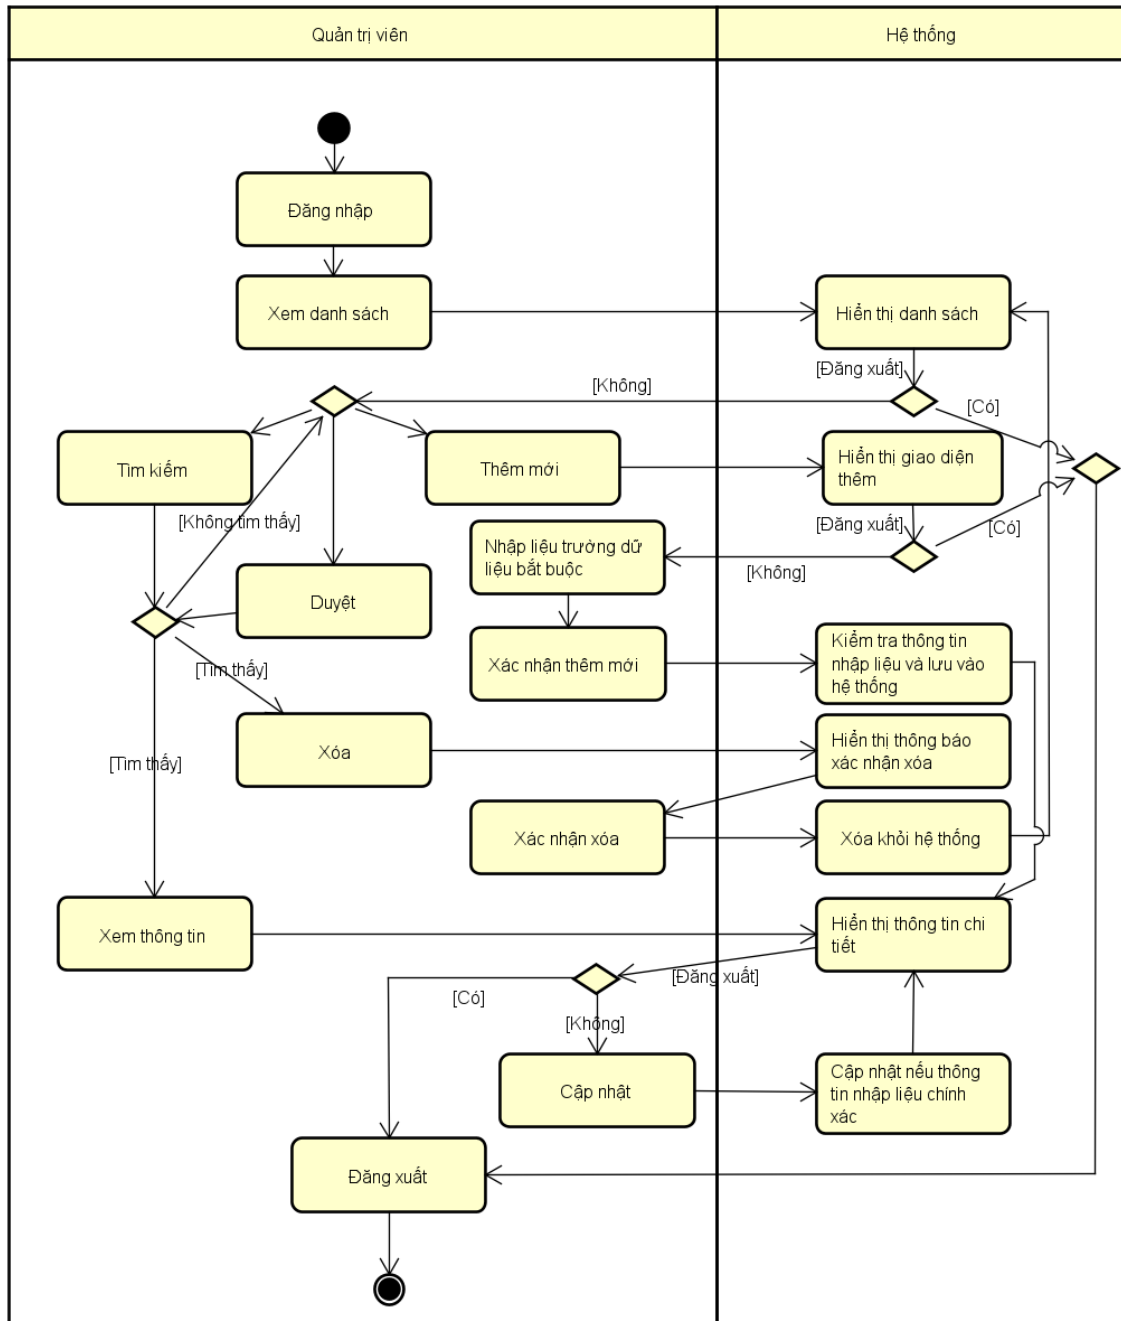 Quản trị viên
Hệ thống
Đăng nhập
Xem danh sách
Hiển thị danh sách
[Đăng xuất]
[Không]
[Có]
Tìm kiếm
Thêm mới
Hiển thị giao diện
thêm
[Không tìm thấy]
[Đăng xuất]
[Có]
Nhập liệu trường dữ
liệu bắt buộc
[Không]
Duyệt
Xác nhận thêm mới
Kiểm tra thông tin
nhập liệu và lưu vào
hệ thống
[Tìm thấy]
Xóa
Hiển thị thông báo
xác nhận xóa
[Tìm thấy]
Xác nhận xóa
Xóa khỏi hệ thống
Xem thông tin
Hiển thị thông tin chi
tiết
[Đăng xuất]
[Có]
[Không]
Cập nhật
Cập nhật nếu thông
tin nhập liệu chính
xác
Đăng xuất